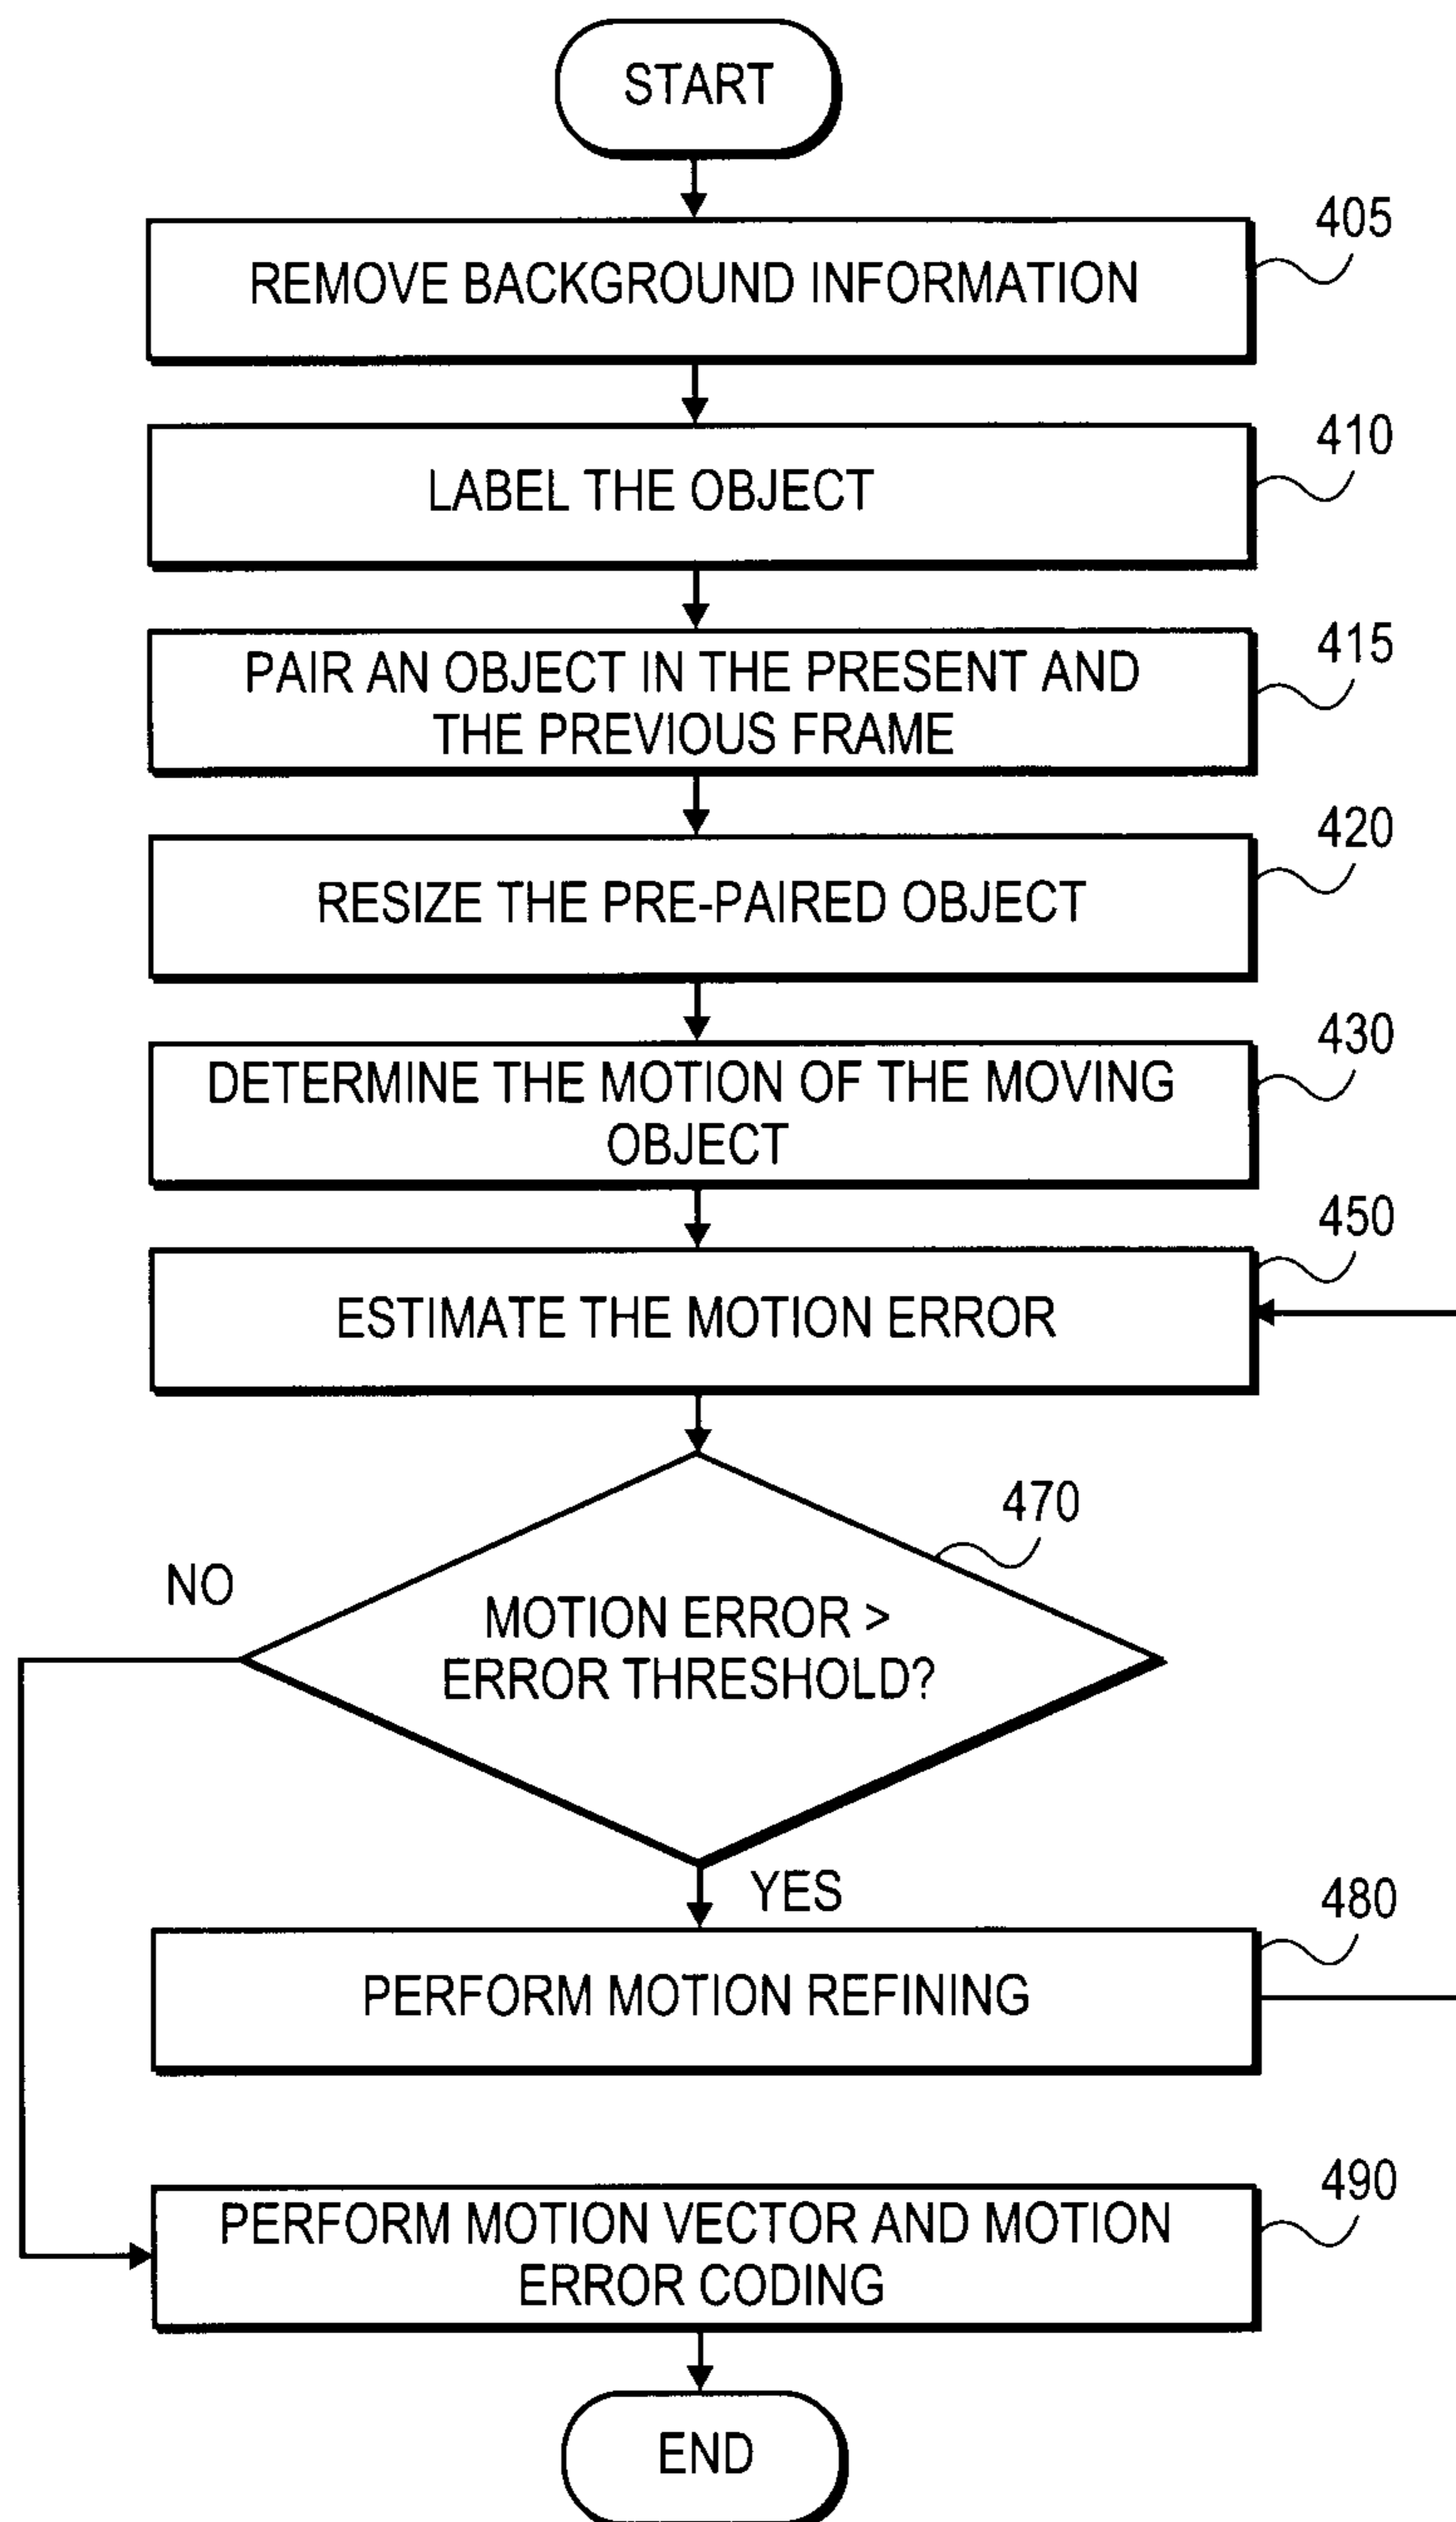 START
405
REMOVE BACKGROUND INFORMATION
410
LABEL THE OBJECT
415
PAIR AN OBJECT IN THE PRESENT AND
THE PREVIOUS FRAME
420
RESIZE THE PRE-PAIRED OBJECT
430
DETERMINE THE MOTION OF THE MOVING
OBJECT
450
ESTIMATE THE MOTION ERROR
470
NO
MOTION ERROR >
ERROR THRESHOLD?
YES
480
PERFORM MOTION REFINING
490
PERFORM MOTION VECTOR AND MOTION
ERROR CODING
END